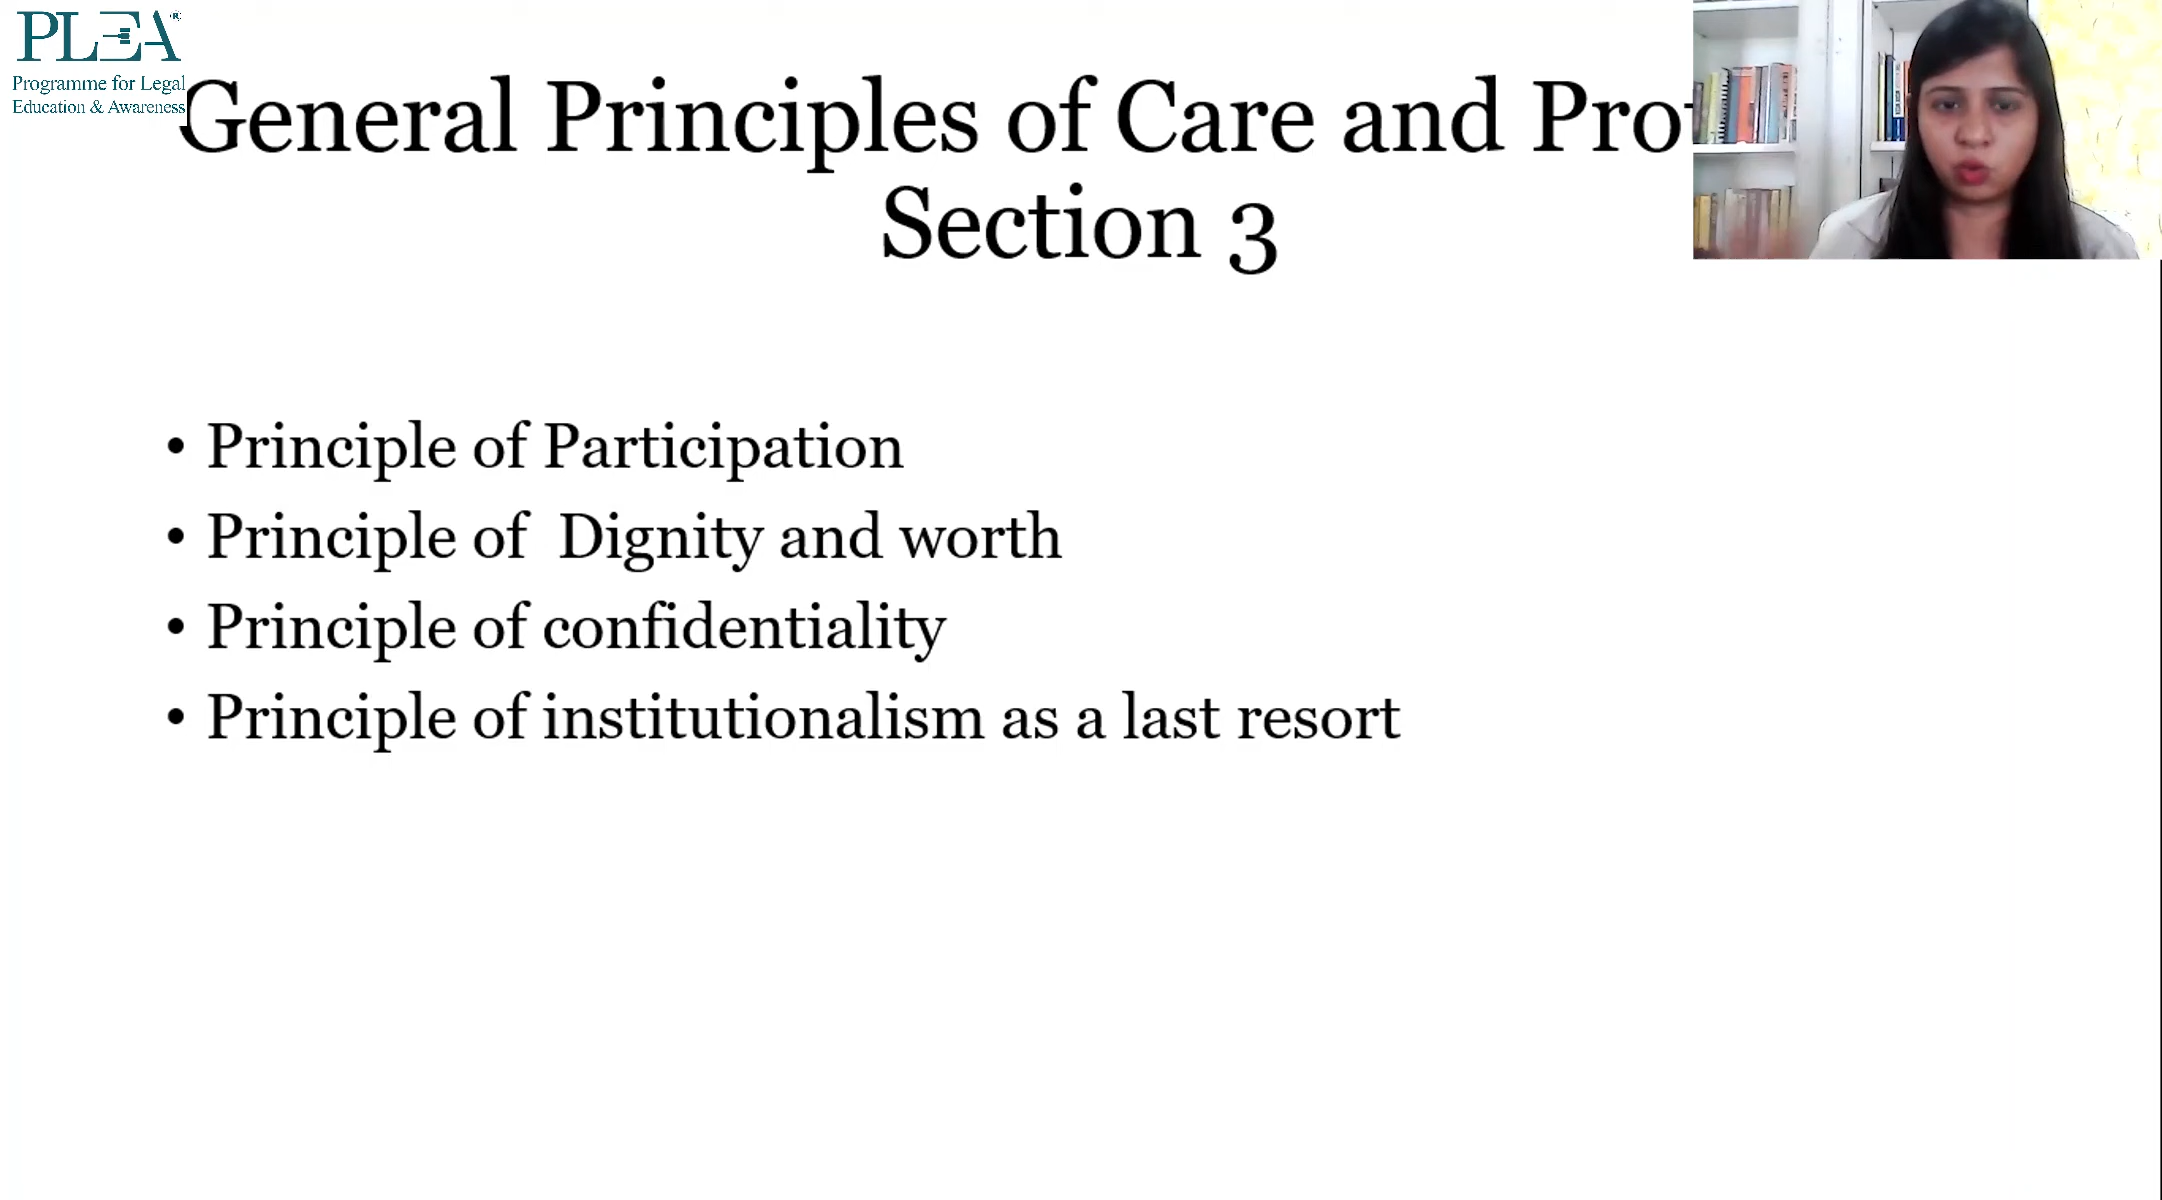 PLEA®
Programme for Legal
Education & Awareness
General Principles of Care and
Section 3
• Principle of Participation
• Principle of Dignity and worth
• Principle of confidentiality
• Principle of institutionalism as a last resort